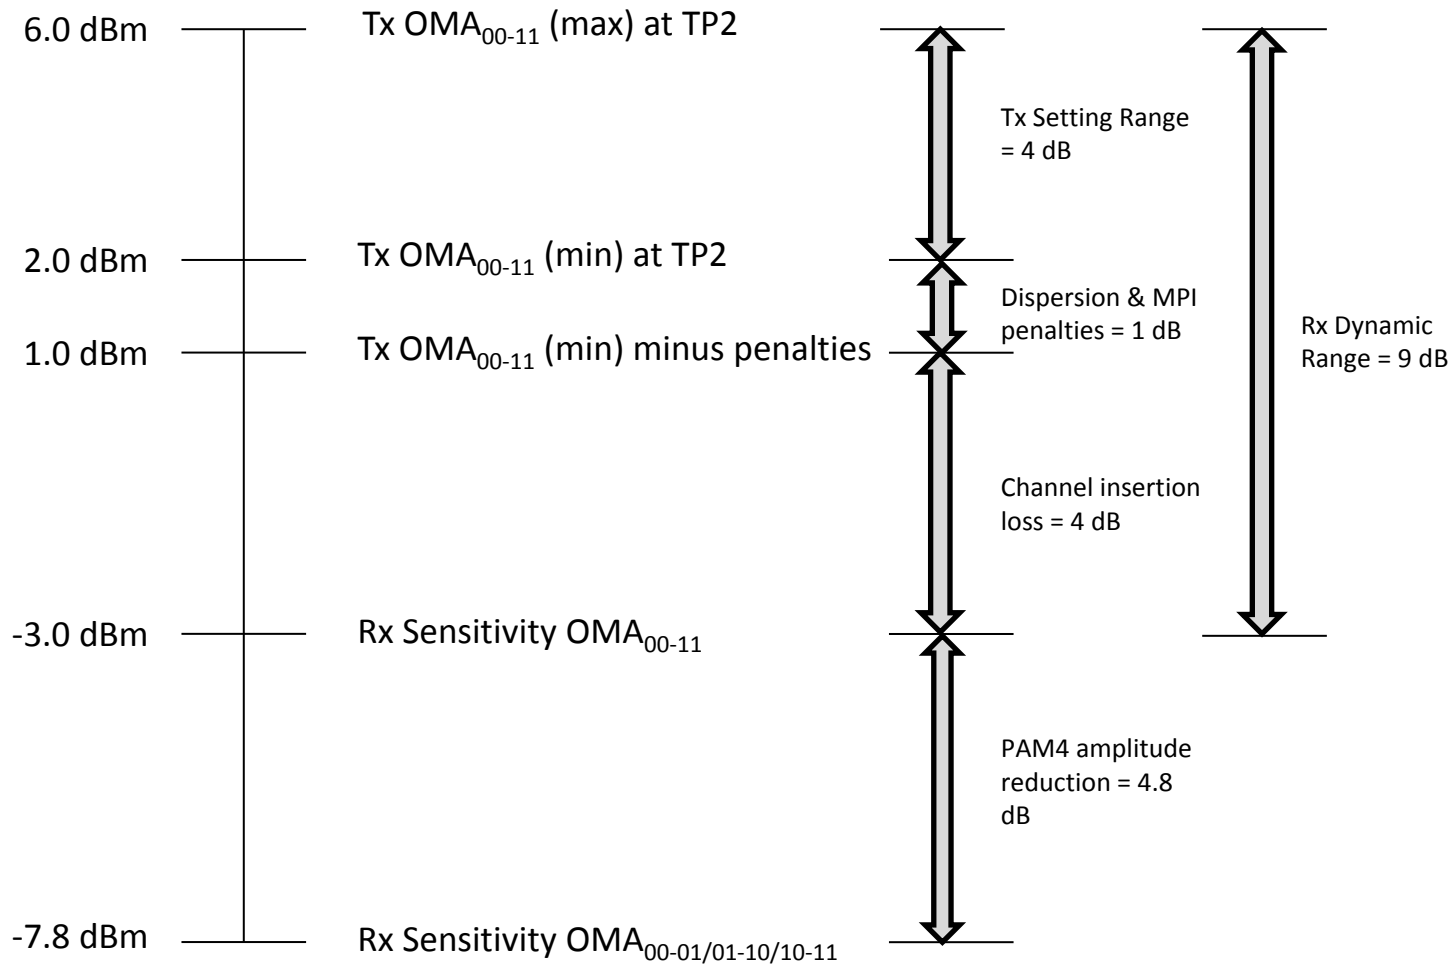 6.0 dBm
Tx OMA00-11 (max) at TP2
Tx Setting Range
= 4 dB
2.0 dBm
Tx OMA00-11 (min) at TP2
Dispersion & MPI
penalties = 1 dB
Rx Dynamic
Range = 9 dB
1.0 dBm
Tx OMA00-11 (min) minus penalties
Channel insertion
loss = 4 dB
-3.0 dBm
Rx Sensitivity OMA00-11
PAM4 amplitude
reduction = 4.8
dB
-7.8 dBm
Rx Sensitivity OMA00-01/01-10/10-11